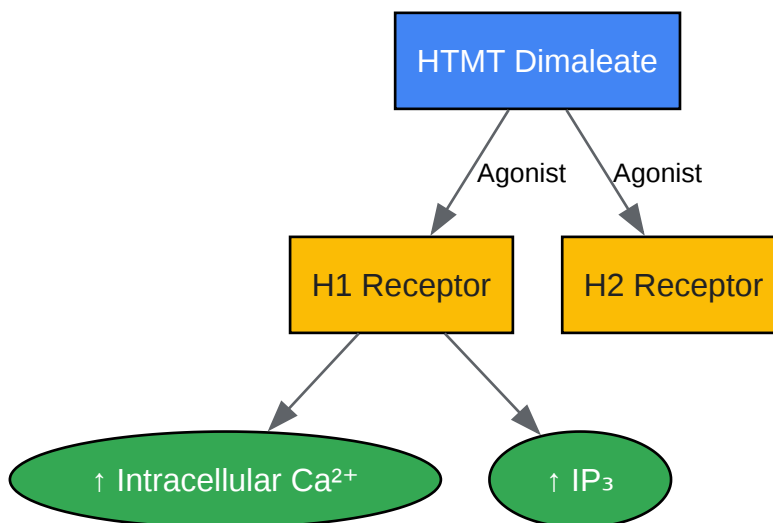 HTMT Dimaleate
Agonist
Agonist
H1 Receptor
H2 Receptor
↑ Intracellular Ca²⁺
↑ IP₃